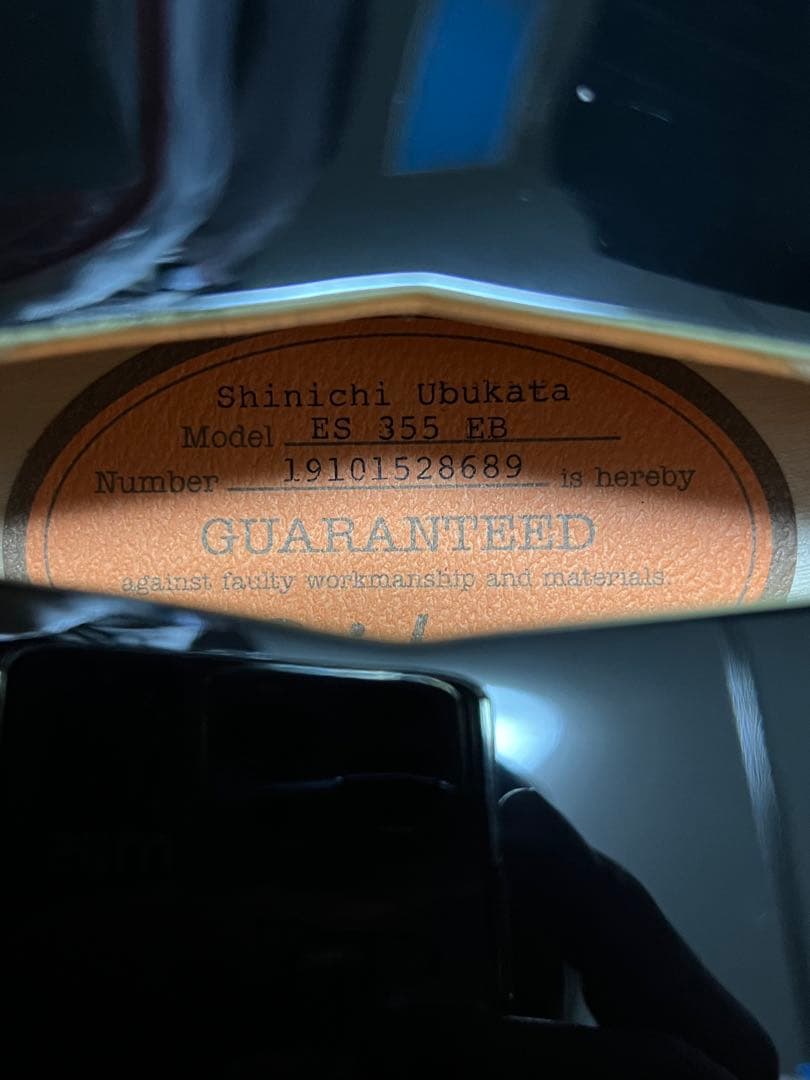 Shinichi Ubukata
Model ES 355 EB
Number 19101528689 is hereby
GUARANTEED
against faulty workmanship and materials.